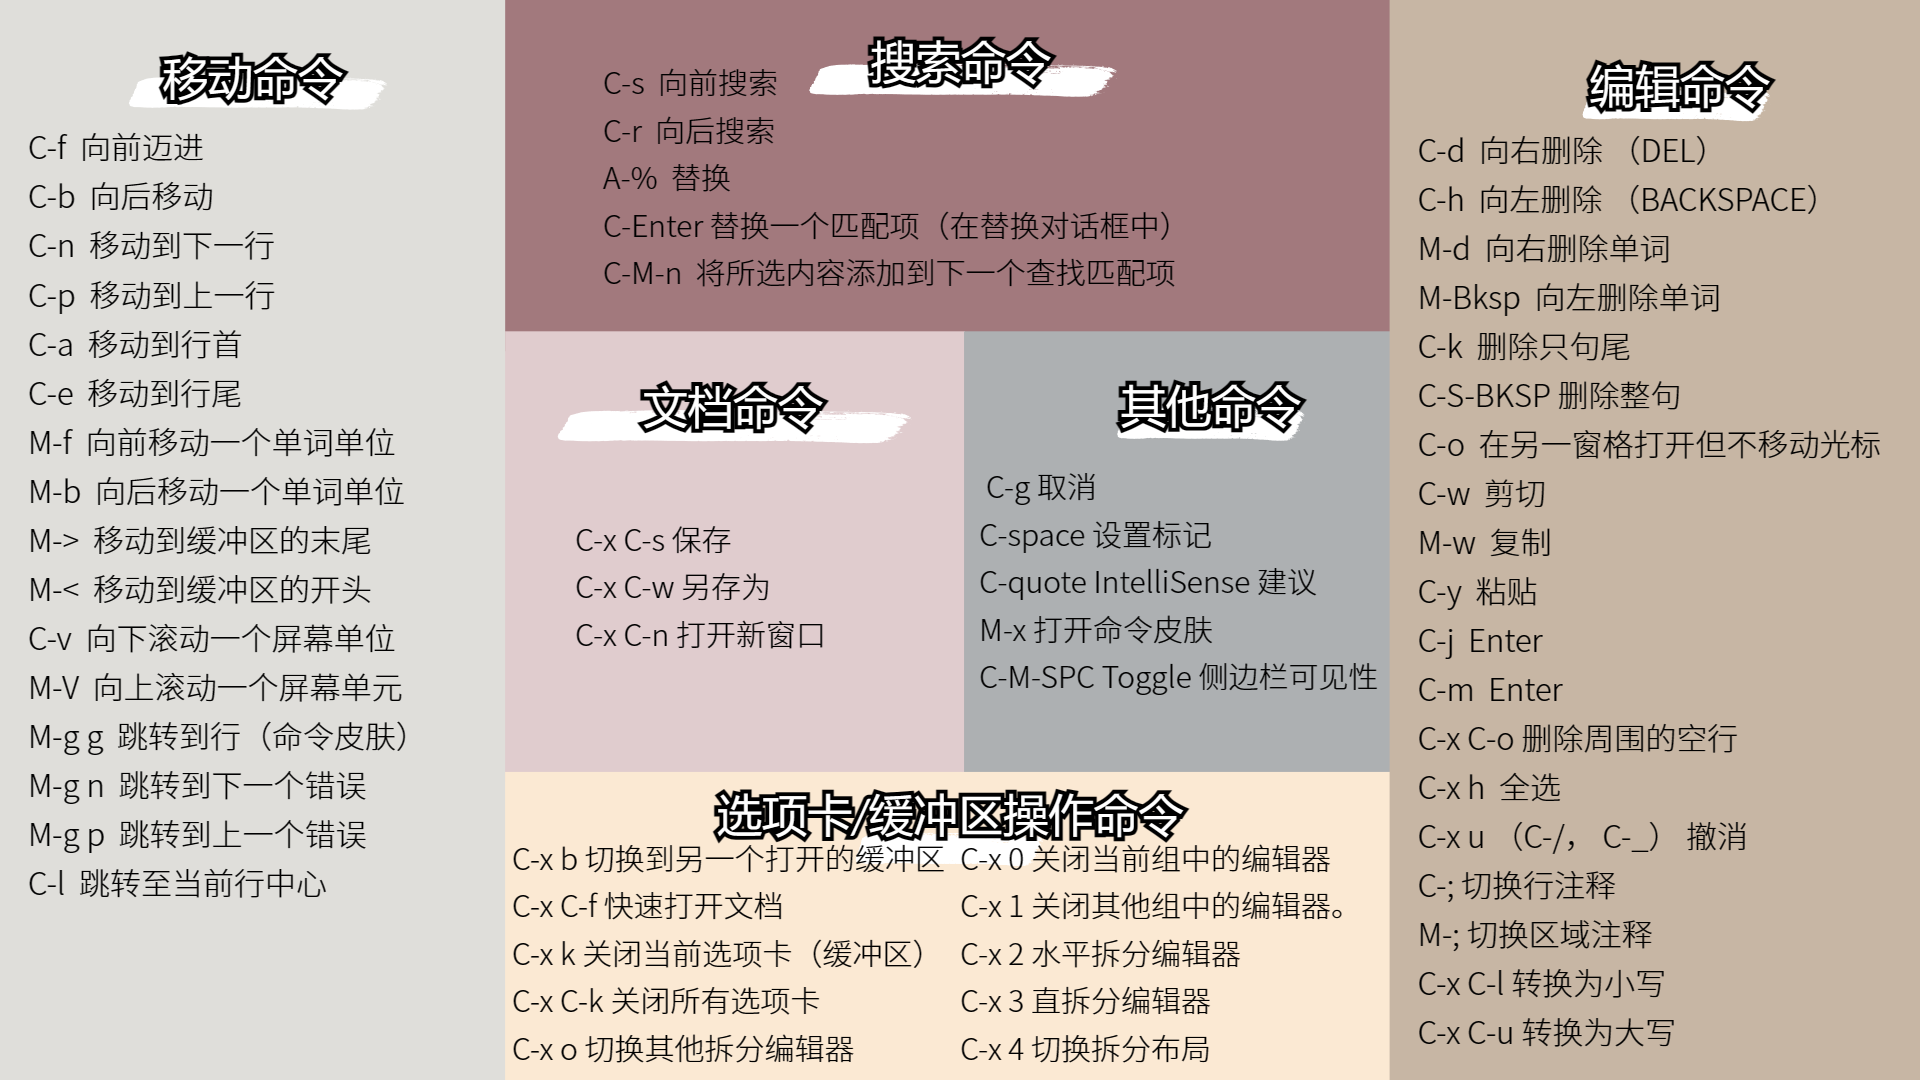 移动命令
C-f 向前迈进
C-b 向后移动
C-n 移动到下一行
C-p 移动到上一行
C-a 移动到行首
C-e 移动到行尾
M-f 向前移动一个单词单位
M-b 向后移动一个单词单位
M-> 移动到缓冲区的末尾
M-< 移动到缓冲区的开头
C-v 向下滚动一个屏幕单位
M-V 向上滚动一个屏幕单元
M-g g 跳转到行（命令皮肤）
M-g n 跳转到下一个错误
M-g p 跳转到上一个错误
C-l 跳转至当前行中心
搜索命令
C-s 向前搜索
C-r 向后搜索
A-% 替换
C-Enter 替换一个匹配项（在替换对话框中）
C-M-n 将所选内容添加到下一个查找匹配项
文档命令
C-x C-s 保存
C-x C-w 另存为
C-x C-n 打开新窗口
其他命令
C-g 取消
C-space 设置标记
C-quote IntelliSense 建议
M-x 打开命令皮肤
C-M-SPC Toggle 侧边栏可见性
选项卡/缓冲区操作命令
C-x b 切换到另一个打开的缓冲区
C-x C-f 快速打开文档
C-x k 关闭当前选项卡（缓冲区）
C-x C-k 关闭所有选项卡
C-x o 切换其他拆分编辑器
C-x 0 关闭当前组中的编辑器
C-x 1 关闭其他组中的编辑器。
C-x 2 水平拆分编辑器
C-x 3 直拆分编辑器
C-x 4 切换拆分布局
编辑命令
C-d 向右删除 （DEL）
C-h 向左删除 （BACKSPACE）
M-d 向右删除单词
M-Bksp 向左删除单词
C-k 删除只句尾
C-S-BKSP 删除整句
C-o 在另一窗格打开但不移动光标
C-w 剪切
M-w 复制
C-y 粘贴
C-j Enter
C-m Enter
C-x C-o 删除周围的空行
C-x h 全选
C-x u （C-/， C-_） 撤消
C-; 切换行注释
M-; 切换区域注释
C-x C-l 转换为小写
C-x C-u 转换为大写